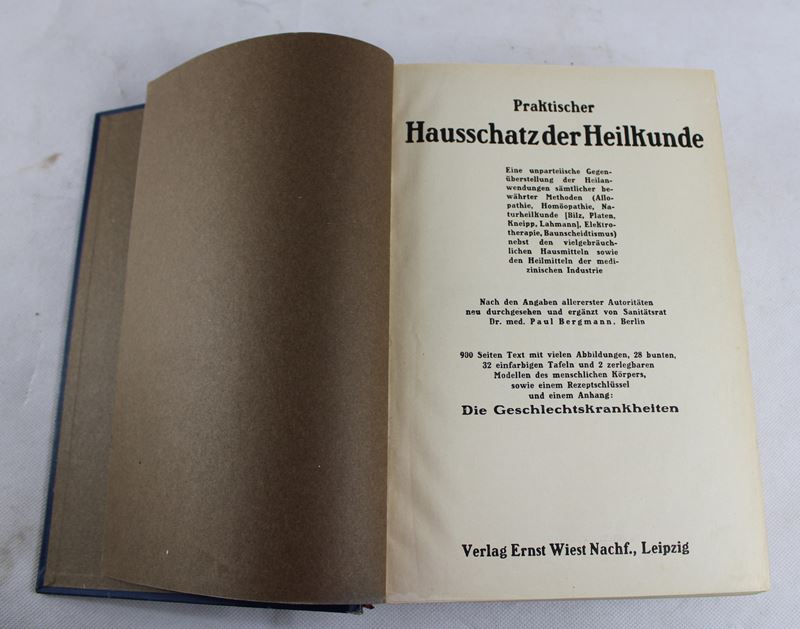 Praktischer
Hausschatz der Heilkunde
Eine unparteiische Gegen-
überstellung der Heilan-
wendungen sämtlicher be-
währter Methoden (Allo-
pathie, Homöopathie, Na-
turheilkunde [Bilz, Platen,
Kneipp, Lahmann], Elektro-
therapie, Baunscheidtismus)
nebst den vielgebräuch-
lichen Hausmitteln sowie
den Heilmitteln der medi-
zinischen Industrie
Nach den Angaben allererster Autoritäten
neu durchgesehen und ergänzt von Sanitätsrat
Dr. med. Paul Bergmann, Berlin
900 Seiten Text mit vielen Abbildungen, 28 bunten,
32 einfarbigen Tafeln und 2 zerlegbaren
Modellen des menschlichen Körpers,
sowie einem Rezeptschlüssel
und einem Anhang:
Die Geschlechtskrankheiten
Verlag Ernst Wiest Nachf., Leipzig